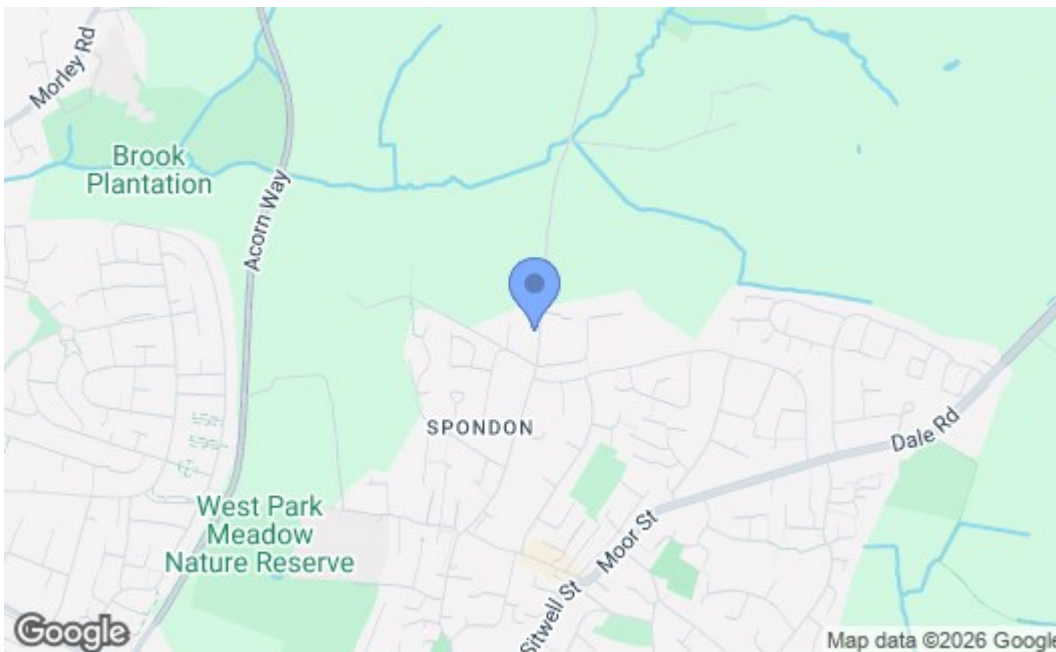 Morley Rd
Brook
Plantation
Acorn Way
SPONDON
Dale Rd
West Park
Meadow
Nature Reserve
Moor St
Sitwell St
Google
Map data ©2026 Google